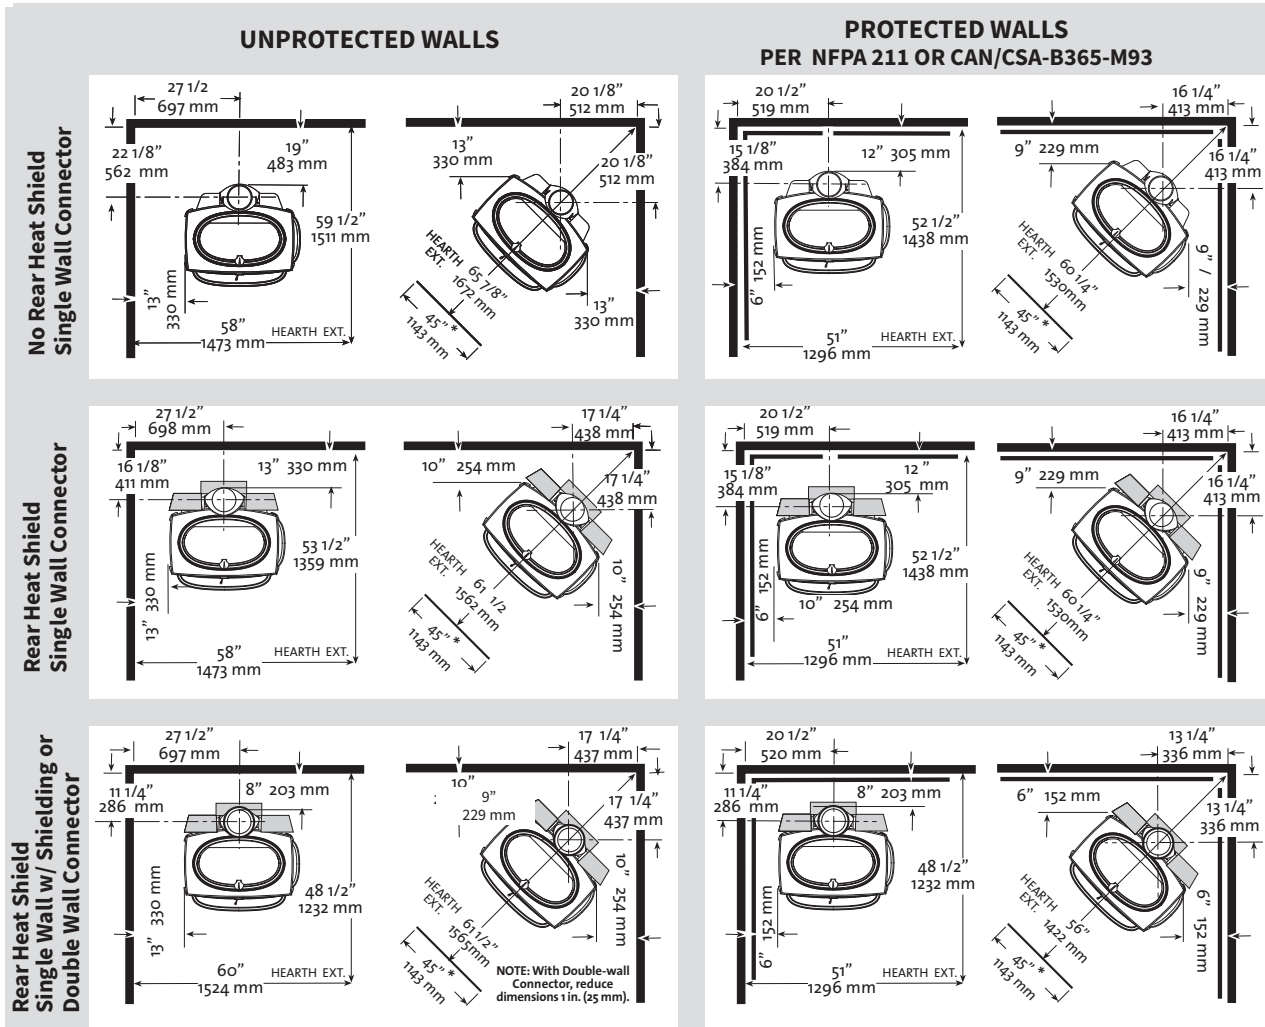 UNPROTECTED WALLS
PROTECTED WALLS
PER NFPA 211 OR CAN/CSA-B365-M93
No Rear Heat Shield
Single Wall Connector
27 1/2
697 mm
22 1/8”
562 mm
19”
483 mm
59 1/2”
1511 mm
13”
330 mm
58”
1473 mm
HEARTH EXT.
20 1/8”
512 mm
13”
330 mm
20 1/8”
512 mm
HEARTH
EXT.
65 7/8”
1672 mm
45” *
1143 mm
13”
330 mm
20 1/2”
519 mm
15 1/8”
384 mm
12” 305 mm
52 1/2”
1438 mm
6” 152 mm
51”
1296 mm
HEARTH EXT.
16 1/4”
413 mm
9” 229 mm
16 1/4”
413 mm
HEARTH
EXT.
60 1/4”
1530mm
45” *
1143 mm
9” / 229 mm
Rear Heat Shield
Single Wall Connector
27 1/2”
698 mm
16 1/8”
411 mm
13” 330 mm
53 1/2”
1359 mm
13” 330 mm
58”
1473 mm
HEARTH EXT.
17 1/4”
438 mm
10” 254 mm
17 1/4”
438 mm
HEARTH
EXT.
61 1/2
1562 mm
45” *
1143 mm
10” 254 mm
20 1/2”
519 mm
15 1/8”
384 mm
12”
305 mm
52 1/2”
1438 mm
6” 152 mm
10” 254 mm
51”
1296 mm
HEARTH EXT.
16 1/4”
413 mm
9” 229 mm
16 1/4”
413 mm
HEARTH
EXT.
60 1/4”
1530mm
45” *
1143 mm
9” 229 mm
Rear Heat Shield
Single Wall w/ Shielding or
Double Wall Connector
27 1/2”
697 mm
11 1/4”
286 mm
8” 203 mm
48 1/2”
1232 mm
13” 330 mm
60”
1524 mm
HEARTH EXT.
17 1/4”
437 mm
10”
9”
229 mm
17 1/4”
437 mm
HEARTH
EXT.
61 1/2”
1565mm
45” *
1143 mm
10” 254 mm
NOTE: With Double-wall
Connector, reduce
dimensions 1 in. (25 mm).
20 1/2”
520 mm
11 1/4”
286 mm
8” 203 mm
48 1/2”
1232 mm
6” 152 mm
51”
1296 mm
HEARTH EXT.
13 1/4”
336 mm
6” 152 mm
13 1/4”
336 mm
HEARTH
EXT.
56”
1422 mm
45” *
1143 mm
6” 152 mm